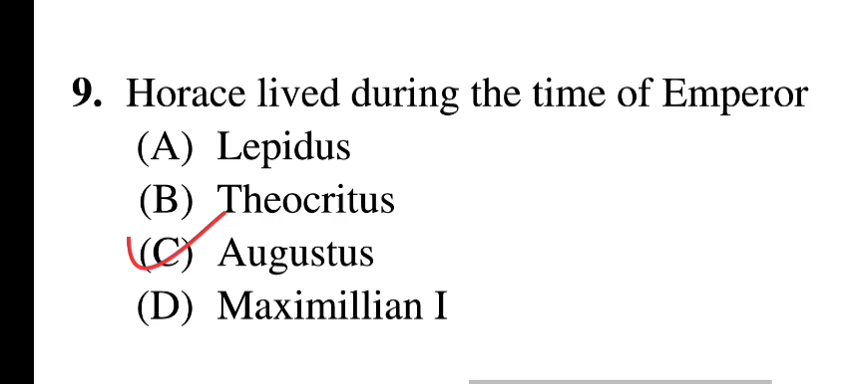 9. Horace lived during the time of Emperor
(A) Lepidus
(B) Theocritus
(C) Augustus
(D) Maximillian I